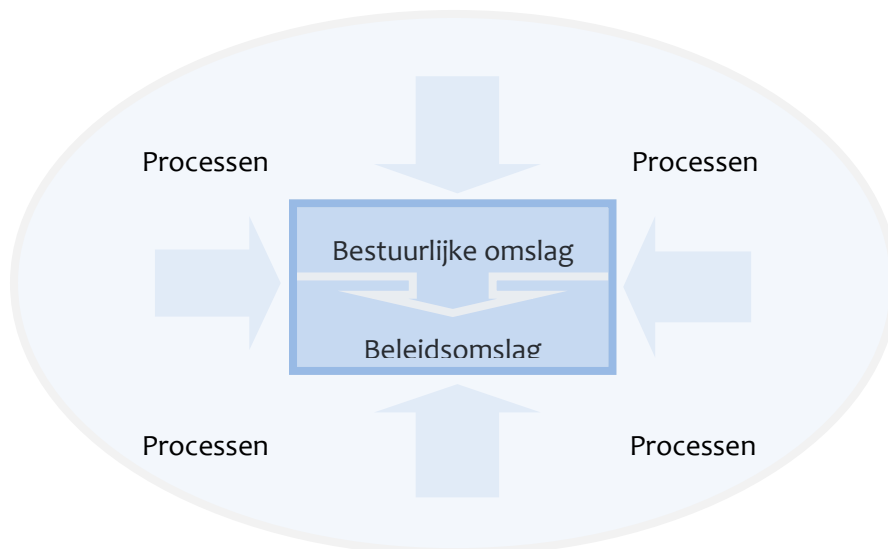 Processen
Processen
Bestuurlijke omslag
Beleidsomslag
Processen
Processen